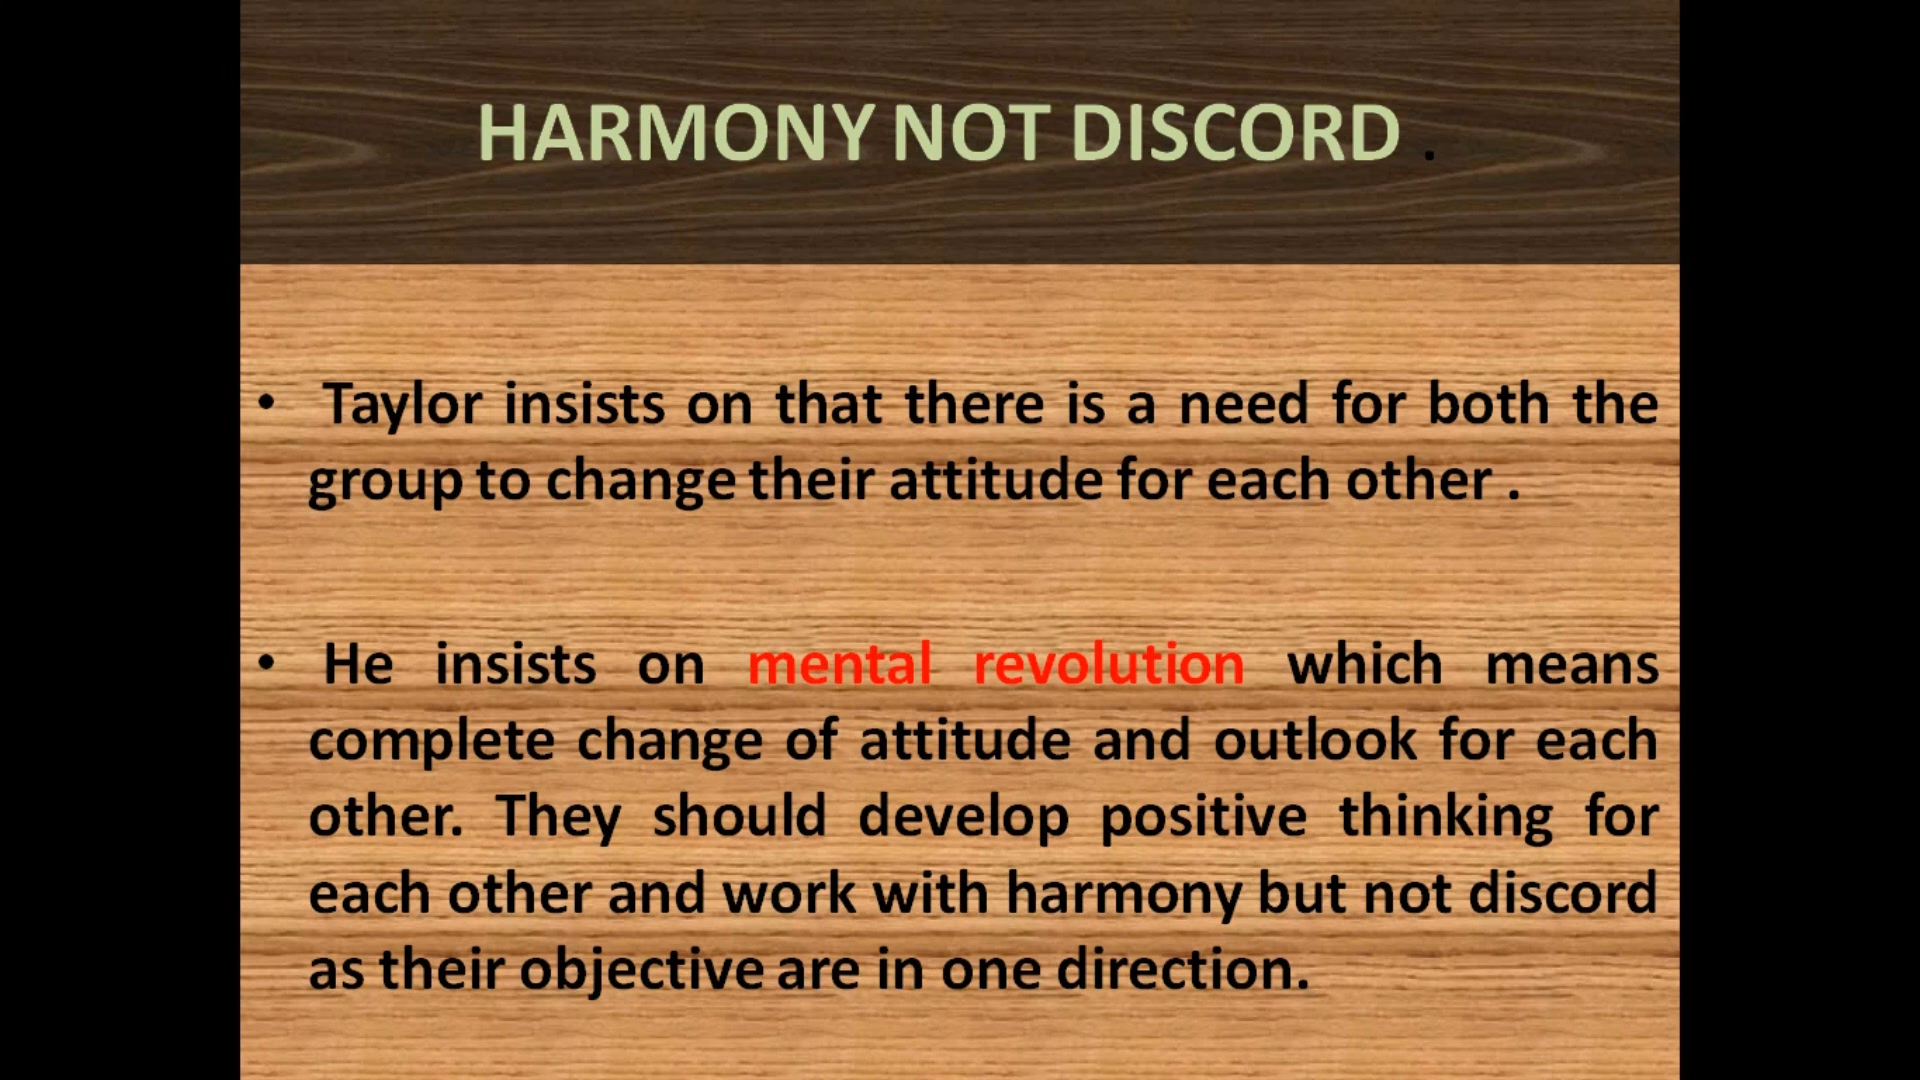 HARMONY NOT DISCORD .
• Taylor insists on that there is a need for both the
group to change their attitude for each other .
• He insists on mental revolution which means
complete change of attitude and outlook for each
other. They should develop positive thinking for
each other and work with harmony but not discord
as their objective are in one direction.